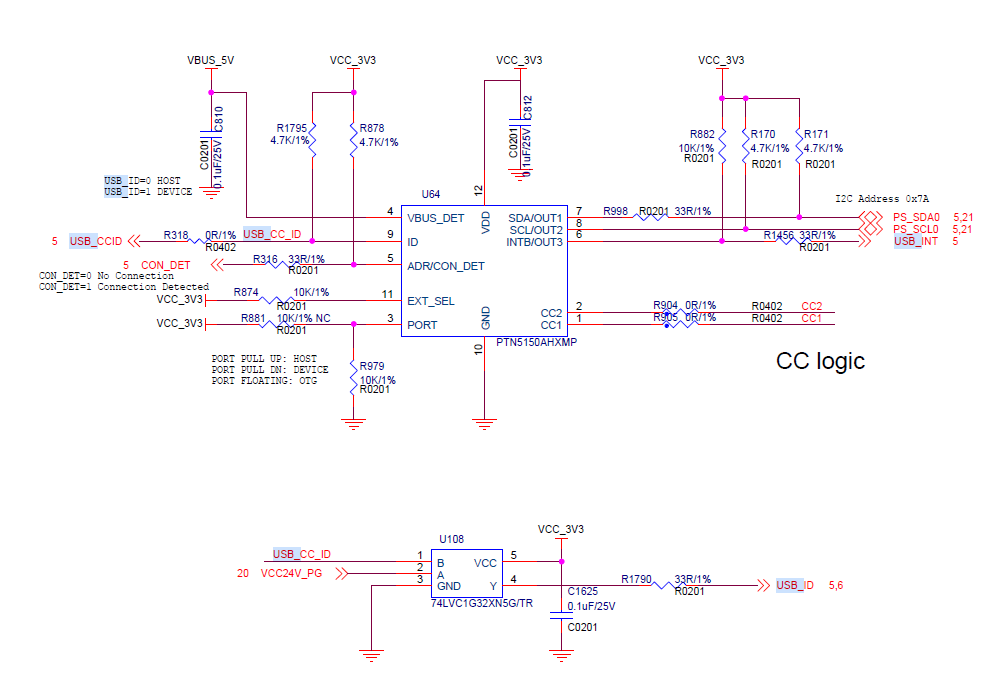 VBUS_5V
VCC_3V3
VCC_3V3
VCC_3V3
C810
C0201
0.1uF/25V
R1795
4.7K/1%
R878
4.7K/1%
C812
C0201
0.1uF/25V
R882
10K/1%
R0201
R170
4.7K/1%
R0201
R171
4.7K/1%
R0201
USB_ID=0 HOST
USB_ID=1 DEVICE
U64
I2C Address 0x7A
4 VBUS_DET
12 VDD
SDA/OUT1 7 R998 R0201 33R/1% PS_SDA0 5,21
SCL/OUT2 8 PS_SCL0 5,21
INTB/OUT3 6 R1456 33R/1% R0201 USB_INT 5
5 USB_CCID R318 0R/1% R0402 USB_CC_ID 9 ID
5 CON_DET R316 33R/1% R0201 5 ADR/CON_DET
CON_DET=0 No Connection
CON_DET=1 Connection Detected
VCC_3V3 R874 10K/1% R0201 11 EXT_SEL
VCC_3V3 R881 10K/1% NC R0201 3 PORT
GND 10
CC2 2 R904 0R/1% R0402 CC2
CC1 1 R905 0R/1% R0402 CC1
PTN5150AHXMP
PORT PULL UP: HOST
PORT PULL DN: DEVICE
PORT FLOATING: OTG
R979
10K/1%
R0201
CC logic
VCC_3V3
U108
USB_CC_ID 1 B VCC 5
20 VCC24V_PG 2 A
3 GND Y 4 R1790 33R/1% R0201 USB_ID 5,6
74LVC1G32XN5G/TR
C1625
0.1uF/25V
C0201